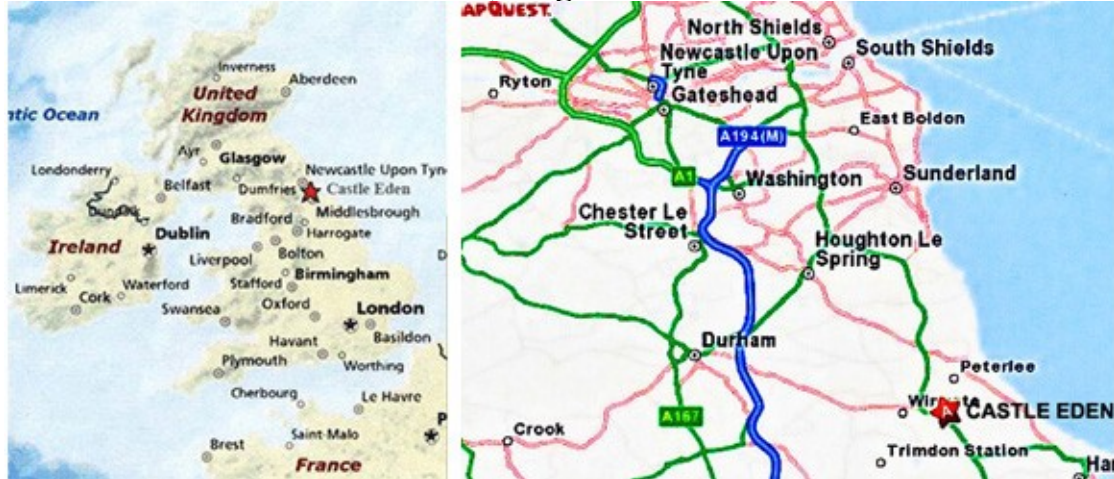 Inverness
Aberdeen
United
Kingdom
ntic Ocean
Ayr
Glasgow
Newcastle Upon Tyn
Londonderry
Belfast
Dumfries
Castle Eden
Bradford
Middlesbrough
Dublin
Harrogate
Ireland
Liverpool
Bolton
Stafford
Birmingham
Limerick
Waterford
Cork
Swansea
Oxford
London
Basildon
Havant
Plymouth
Worthing
Cherbourg
Le Havre
P
Brest
Saint-Malo
France
D
APQUEST.
North Shields
Newcastle Upon
Tyne
South Shields
Ryton
Gateshead
East Boldon
A194(M)
A1
Washington
Sunderland
Chester Le
Street
Houghton Le
Spring
Durham
Peterlee
A
CASTLE EDEN
A167
Crook
Trimdon Station
Har